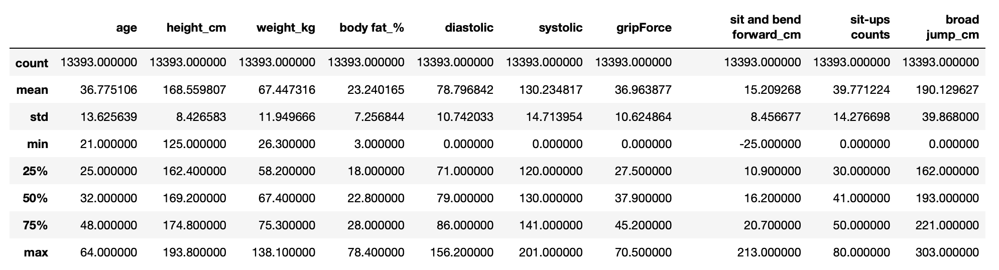 age height_cm weight_kg body fat_% diastolic systolic gripForce sit and bend forward_cm sit-ups counts broad jump_cm
count 13393.000000 13393.000000 13393.000000 13393.000000 13393.000000 13393.000000 13393.000000 13393.000000 13393.000000 13393.000000
mean 36.775106 168.559807 67.447316 23.240165 78.796842 130.234817 36.963877 15.209268 39.771224 190.129627
std 13.625639 8.426583 11.949666 7.256844 10.742033 14.713954 10.624864 8.456677 14.276698 39.868000
min 21.000000 125.000000 26.300000 3.000000 0.000000 0.000000 0.000000 -25.000000 0.000000 0.000000
25% 25.000000 162.400000 58.200000 18.000000 71.000000 120.000000 27.500000 10.900000 30.000000 162.000000
50% 32.000000 169.200000 67.400000 22.800000 79.000000 130.000000 37.900000 16.200000 41.000000 193.000000
75% 48.000000 174.800000 75.300000 28.000000 86.000000 141.000000 45.200000 20.700000 50.000000 221.000000
max 64.000000 193.800000 138.100000 78.400000 156.200000 201.000000 70.500000 213.000000 80.000000 303.000000